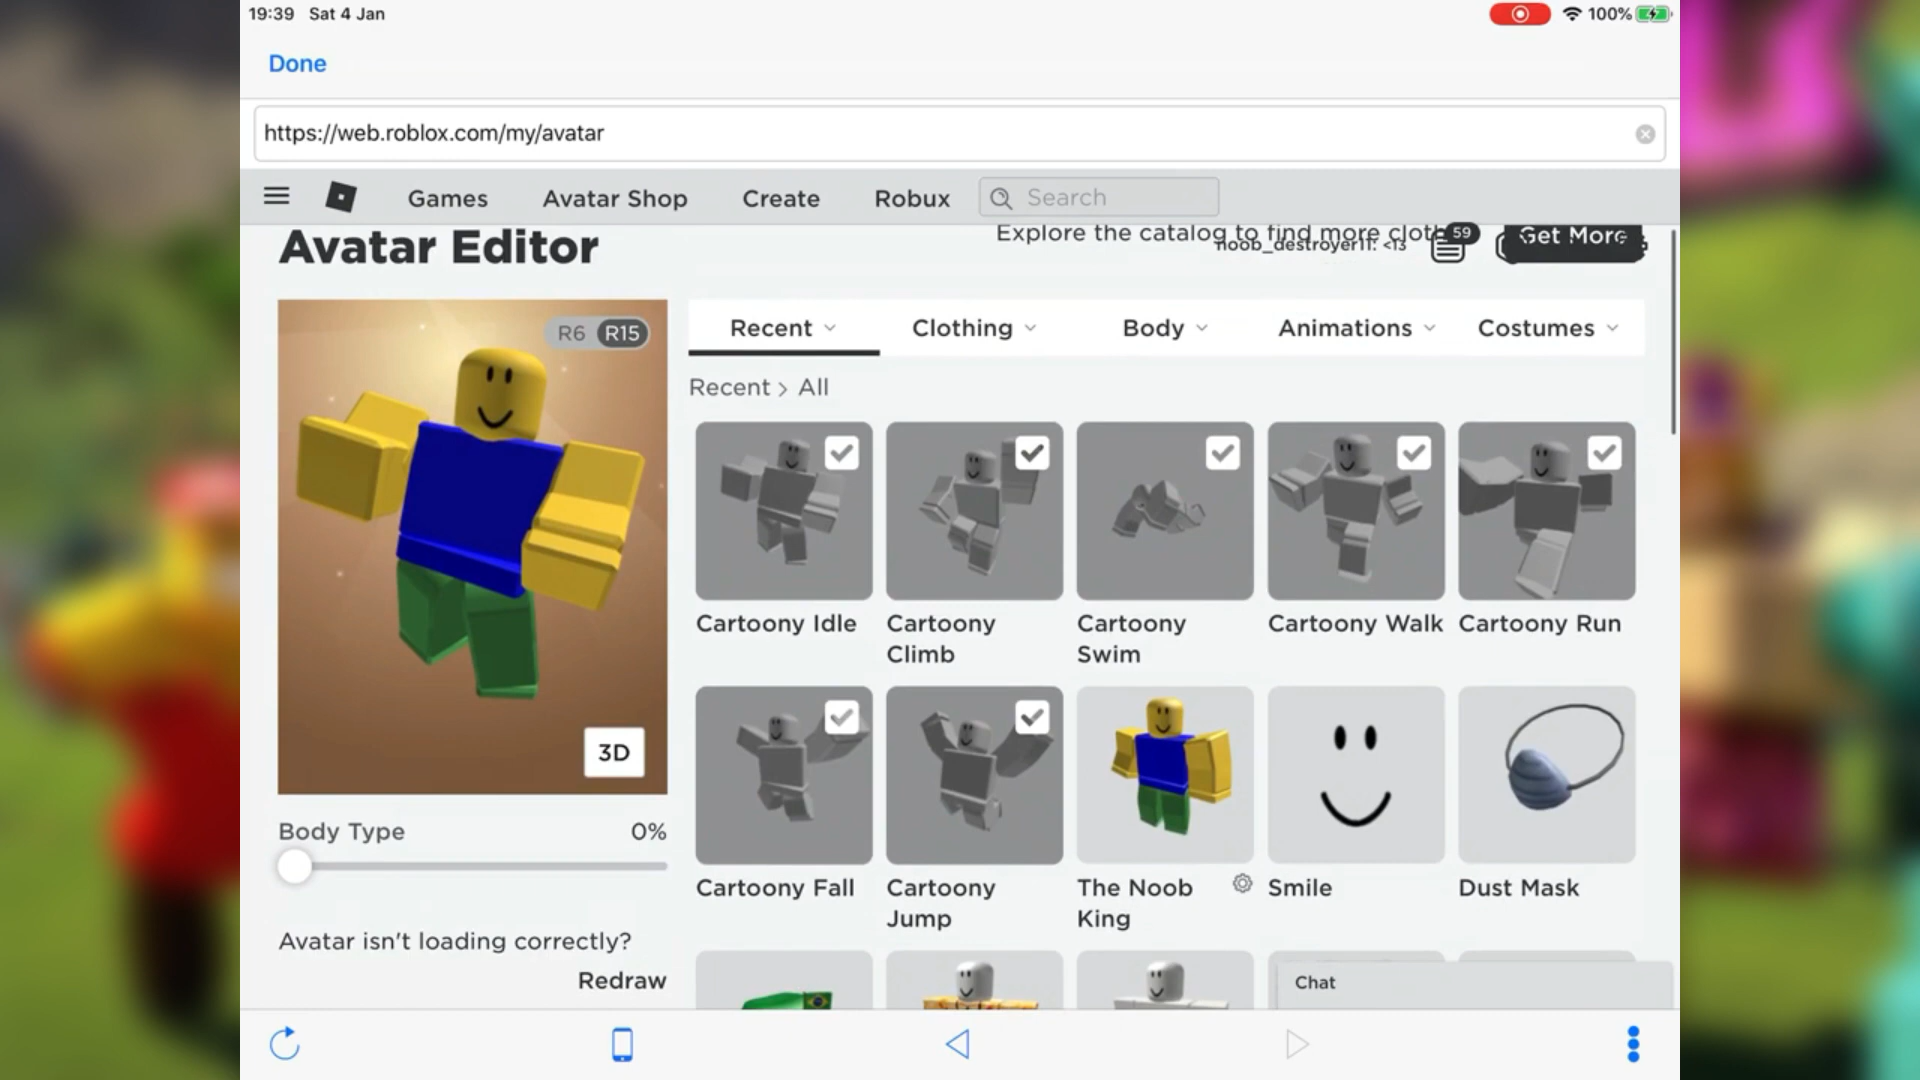 19:39 Sat 4 Jan
100%
Done
https://web.roblox.com/my/avatar
Games Avatar Shop Create Robux Search
Avatar Editor
Explore the catalog to find more cloth
noob_destroyer11: <13
59
Get More
R6 R15
Recent Clothing Body Animations Costumes
Recent > All
Cartoony Idle
Cartoony
Climb
Cartoony
Swim
Cartoony Walk
Cartoony Run
3D
Body Type 0%
Cartoony Fall
Cartoony
Jump
The Noob
King
Smile
Dust Mask
Avatar isn't loading correctly?
Redraw
Chat